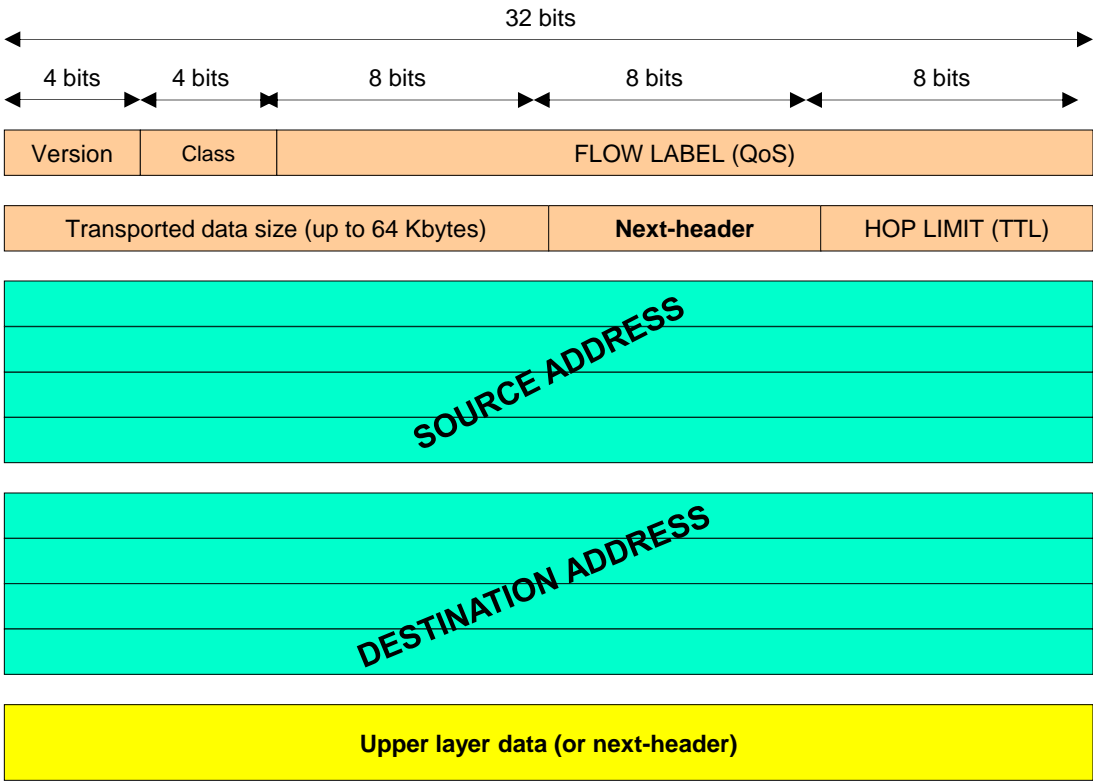 32 bits
4 bits 4 bits 8 bits 8 bits 8 bits
Version Class FLOW LABEL (QoS)
Transported data size (up to 64 Kbytes) Next-header HOP LIMIT (TTL)
SOURCE ADDRESS
DESTINATION ADDRESS
Upper layer data (or next-header)